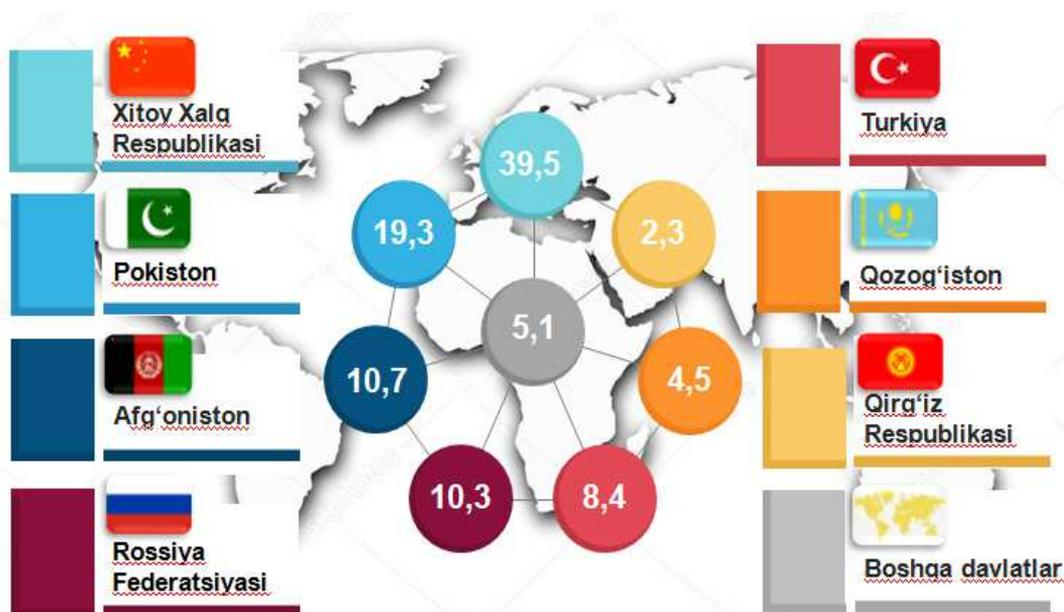 Xitoy Xalq
Respublikasi
Pokiston
Afg‘oniston
Rossiya
Federatsiyasi
39,5
19,3
2,3
5,1
10,7
4,5
10,3
8,4
Turkiya
Qozog‘iston
Qirg‘iz
Respublikasi
Boshqa davlatlar